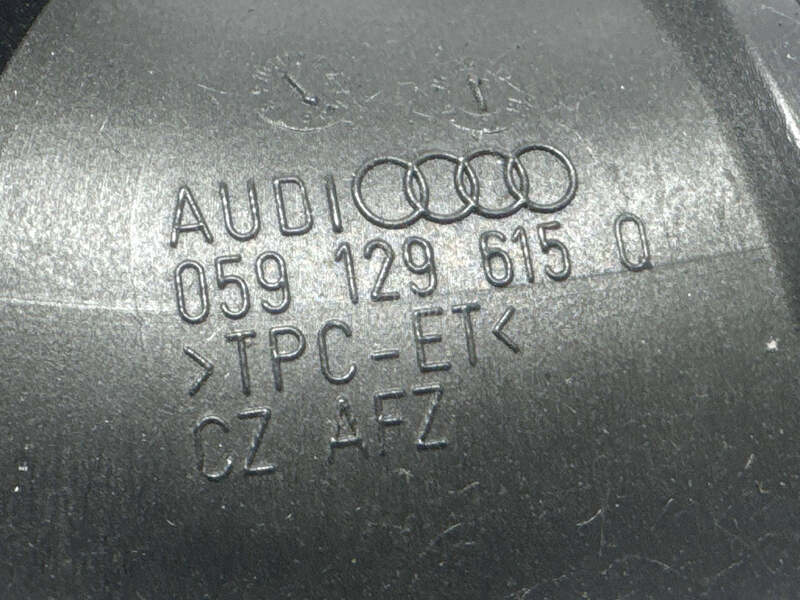 AUDI
059 129 615 Q
>TPC-ET<
CZ AFZ